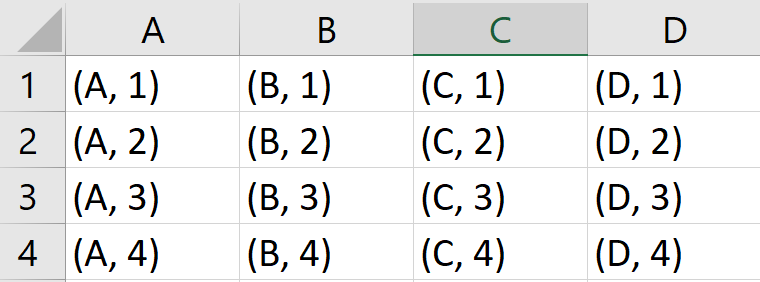 A B C D
1 (A, 1) (B, 1) (C, 1) (D, 1)
2 (A, 2) (B, 2) (C, 2) (D, 2)
3 (A, 3) (B, 3) (C, 3) (D, 3)
4 (A, 4) (B, 4) (C, 4) (D, 4)